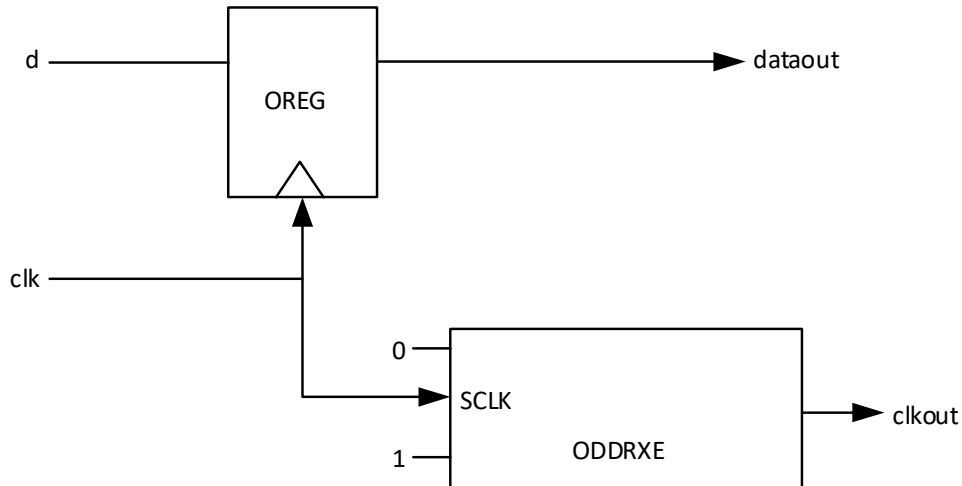 d
dataout
OREG
clk
0
SCLK
clkout
1
ODDRXE